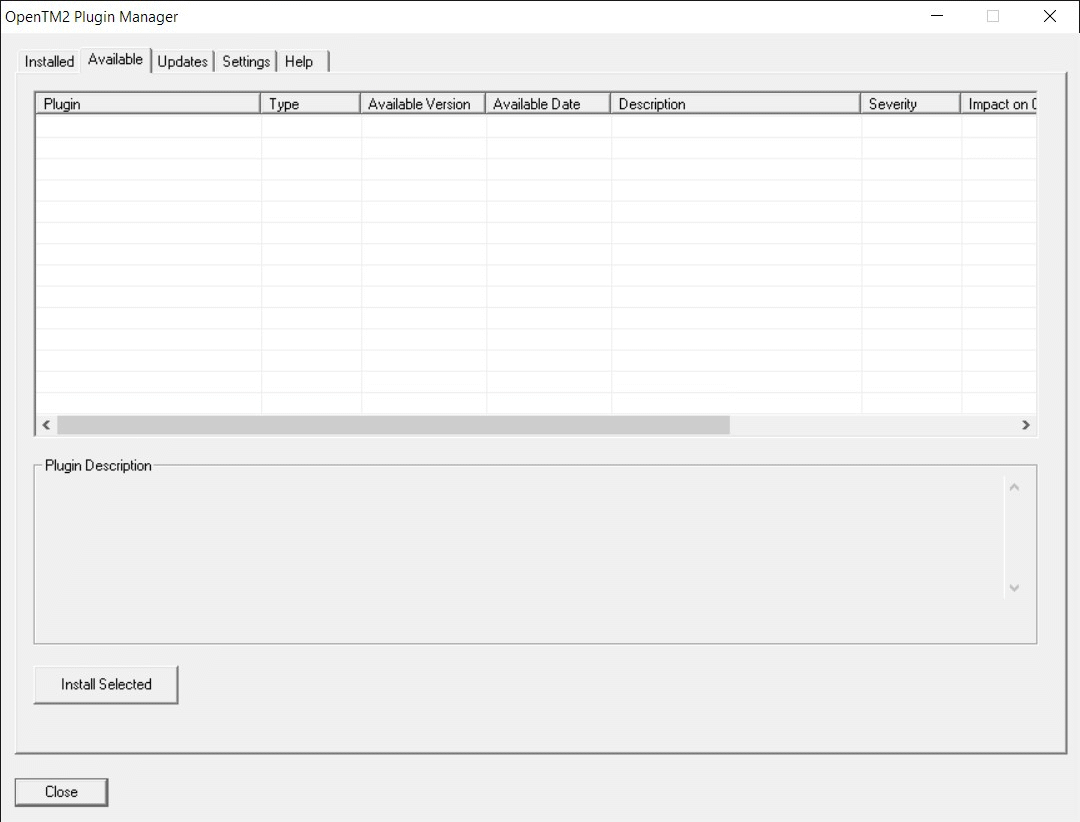 OpenTM2 Plugin Manager
Installed Available Updates Settings Help
Plugin Type Available Version Available Date Description Severity Impact on
Plugin Description
Install Selected
Close